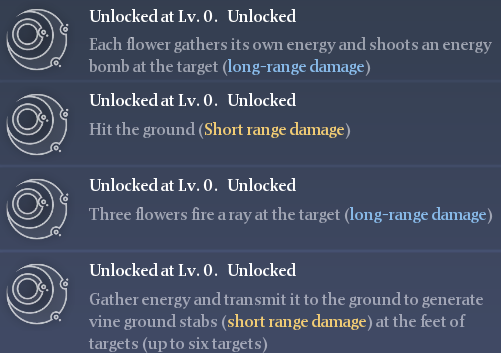 Unlocked at Lv. 0. Unlocked
Each flower gathers its own energy and shoots an energy
bomb at the target (long-range damage)
Unlocked at Lv. 0. Unlocked
Hit the ground (Short range damage)
Unlocked at Lv. 0. Unlocked
Three flowers fire a ray at the target (long-range damage)
Unlocked at Lv. 0. Unlocked
Gather energy and transmit it to the ground to generate
vine ground stabs (short range damage) at the feet of
targets (up to six targets)